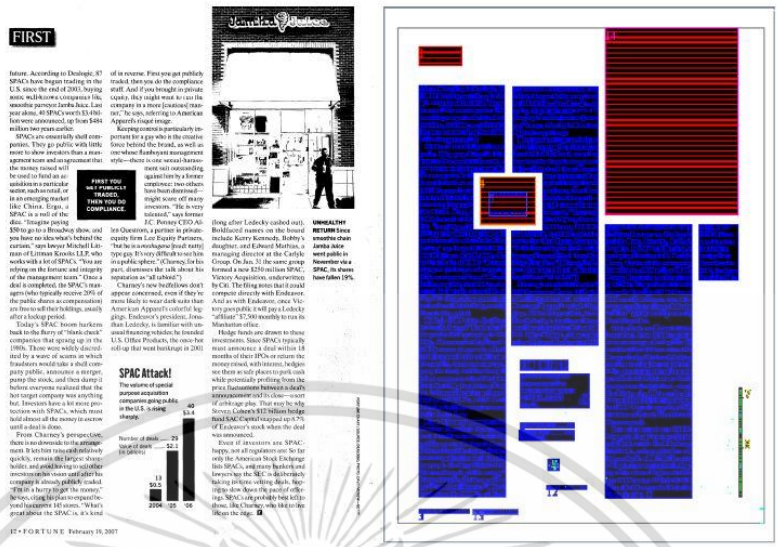 FIRST
future. According to Dealogic, 87
SPACs have begun trading in the
U.S. since the end of 2003, buying
some well-known companies like
smoothie purveyor Jamba Juice. Last
year alone, 40 SPACs worth $3.4 bil-
lion were announced, up from $484
million two years earlier.
SPACs are essentially shell com-
panies. They go public with little
more to show investors than a man-
agement team and an agreement that
the money raised will
be used to fund an ac-
quisition in a particular
sector, such as retail, or
in an emerging market
like China. Ergo, a
SPAC is a roll of the
dice. "Imagine paying
$50 to go to a Broadway show, and
you have no idea what's behind the
curtain," says lawyer Mitchell Litt-
man of Littman Krooks LLP, who
works with a lot of SPACs. "You are
relying on the fortune and integrity
of the management team." Once a
deal is completed, the SPAC's man-
agers (who typically receive 20% of
the public shares as compensation)
are free to sell their holdings, usually
after a lockup period.
Today's SPAC boom harkens
back to the flurry of "blank check"
companies that sprang up in the
1980s. Those were widely discred-
ited by a wave of scams in which
fraudsters would take a shell com-
pany public, announce a merger,
pump the stock, and then dump it
before everyone realized that the
hot target company was anything
but. Investors have a lot more pro-
tection with SPACs, which must
hold almost all the money in escrow
until a deal is done.
From Charney's perspective,
there is no downside to the arrange-
ment. It lets him raise cash relatively
quickly, remain the largest share-
holder, and avoid having to sell other
investors on his vision until after his
company is already publicly traded.
"I'm in a hurry to get the money,"
he says, citing his plan to expand be-
yond his current 145 stores. "What's
great about the SPAC is, it's kind
of in reverse. First you get publicly
traded, then you do the compliance
stuff. And if you brought in private
equity, they might want to run the
company in a more [cautious] man-
ner," he says, referring to American
Apparel's risqué image.
Keeping control is particularly im-
portant for a guy who is the creative
force behind the brand, as well as
one whose flamboyant management
style—there is one sexual-harass-
ment suit outstanding
against him by a former
employee; two others
have been dismissed—
might scare off many
investors. "He is very
talented," says former
J.C. Penney CEO Al-
len Questrom, a partner in private-
equity firm Lee Equity Partners,
"but he is a meshugene [read: nutty]
type guy. It's very difficult to see him
in a public sphere." (Charney, for his
part, dismisses the talk about his
reputation as "all tabloid.")
Charney's new bedfellows don't
appear concerned, even if they're
more likely to wear dark suits than
American Apparel's colorful leg-
gings. Endeavor's president, Jona-
than Ledecky, is familiar with un-
usual financing vehicles; he founded
U.S. Office Products, the once-hot
roll-up that went bankrupt in 2001
FIRST YOU
GET PUBLICLY
TRADED,
THEN YOU DO
COMPLIANCE.
SPAC Attack!
The volume of special
purpose acquisition
companies going public
in the U.S. is rising
sharply.
Number of deals 29
Value of deals $2.1
(in billions)
40
$3.4
13
$0.5
2004 '05 '06
Jamba Juice
(long after Ledecky cashed out).
Boldfaced names on the board
include Kerry Kennedy, Bobby's
daughter, and Edward Mathias, a
managing director at the Carlyle
Group. On Jan. 31 the same group
formed a new $250 million SPAC,
Victory Acquisition, underwritten
by Citi. The filing notes that it could
compete directly with Endeavor.
And as with Endeavor, once Vic-
tory goes public it will pay a Ledecky
"affiliate" $7,500 monthly to run its
Manhattan office.
Hedge funds are drawn to these
investments. Since SPACs typically
must announce a deal within 18
months of their IPOs or return the
money raised, with interest, hedgies
see them as safe places to park cash
while potentially profiting from the
price fluctuations between a deal's
announcement and its close—a sort
of arbitrage play. That may be why
Steven Cohen's $12 billion hedge
fund SAC Capital snapped up 8.7%
of Endeavor's stock when the deal
was announced.
Even if investors are SPAC-
happy, not all regulators are: So far
only the American Stock Exchange
lists SPACs, and many bankers and
lawyers say the SEC is deliberately
taking its time vetting deals, hop-
ing to slow down the pace of offer-
ings. SPACs are probably best left to
those, like Charney, who like to live
life on the edge. F
UNHEALTHY
RETURN Since
smoothie chain
Jamba Juice
went public in
November via a
SPAC, its shares
have fallen 19%.
12 • FORTUNE February 19, 2007